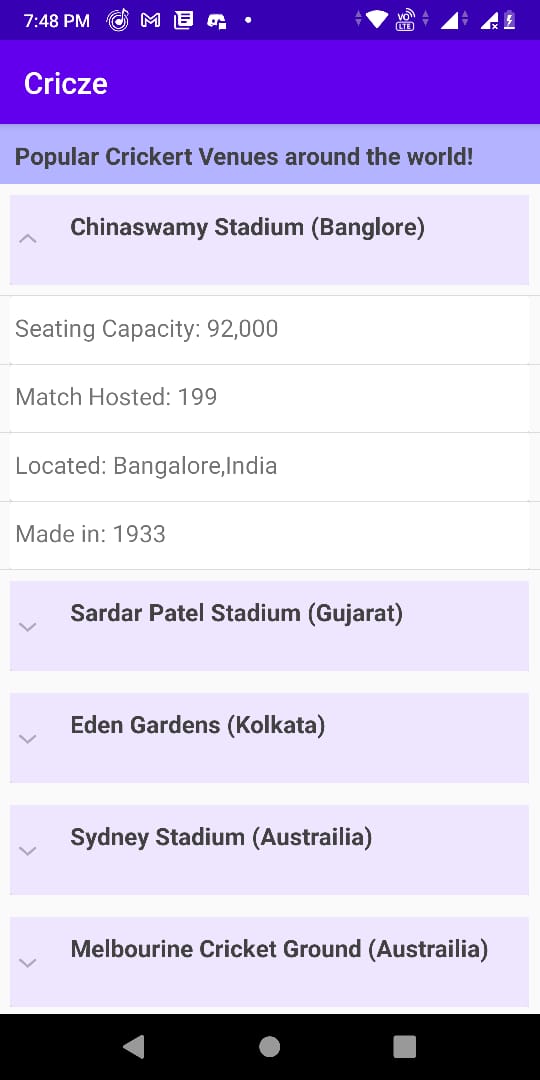 7:48 PM
VO LTE
Cricze
Popular Crickert Venues around the world!
Chinaswamy Stadium (Banglore)
Seating Capacity: 92,000
Match Hosted: 199
Located: Bangalore,India
Made in: 1933
Sardar Patel Stadium (Gujarat)
Eden Gardens (Kolkata)
Sydney Stadium (Austrailia)
Melbourine Cricket Ground (Austrailia)